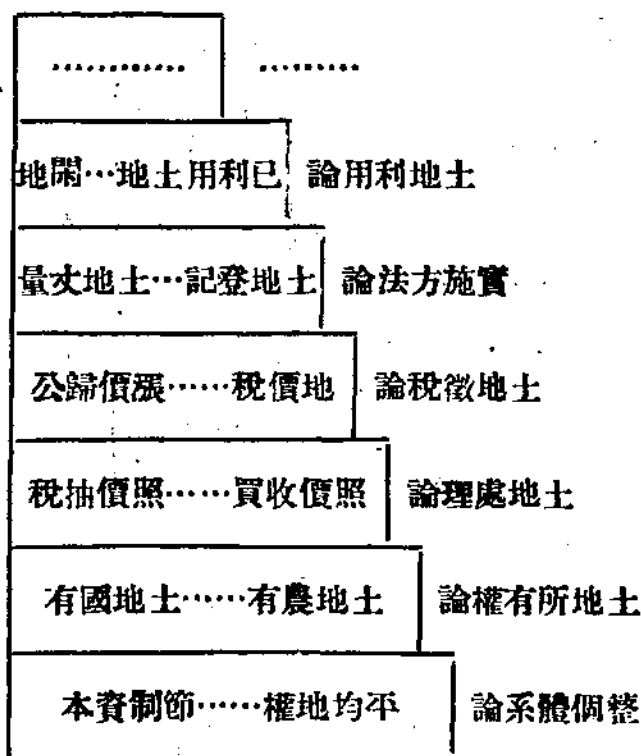 ………… ……………
土地利用論 已利用土地…閑地
實施方法論 土地登記…土地丈量
土地徵稅論 地價稅……漲價歸公
土地處理論 照價收買……照價抽稅
土地所有權論 土地農有……土地國有
整個體系論 平均地權……節制資本